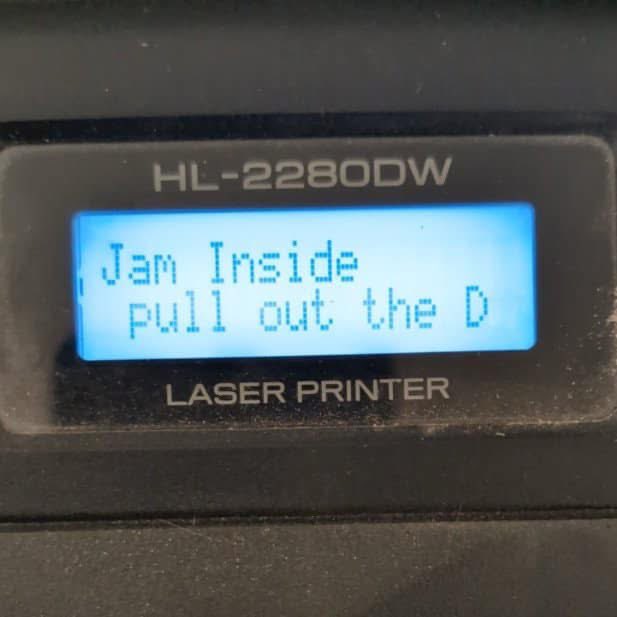 HL-2280DW
Jam Inside
pull out the D
LASER PRINTER